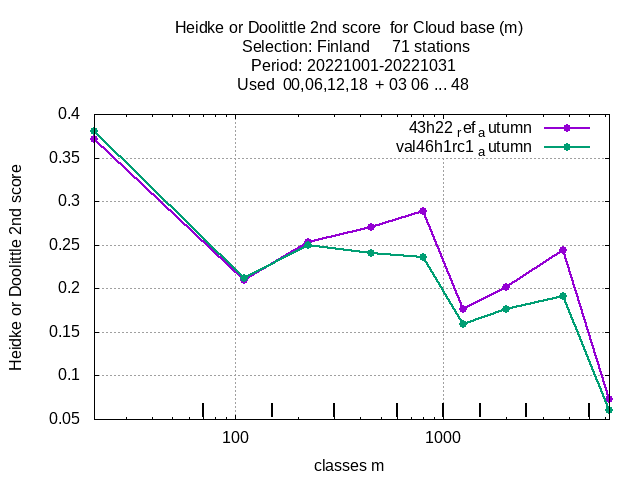 Heidke or Doolittle 2nd score  for Cloud base (m)
Selection: Finland     71 stations
Period: 20221001-20221031
Used  00,06,12,18  + 03 06 ... 48
0.4
0.35
0.3
0.25
0.2
0.15
0.1
0.05
Heidke or Doolittle 2nd score
43h22 ref a utumn
val46h1rc1 a utumn
100
1000
classes m